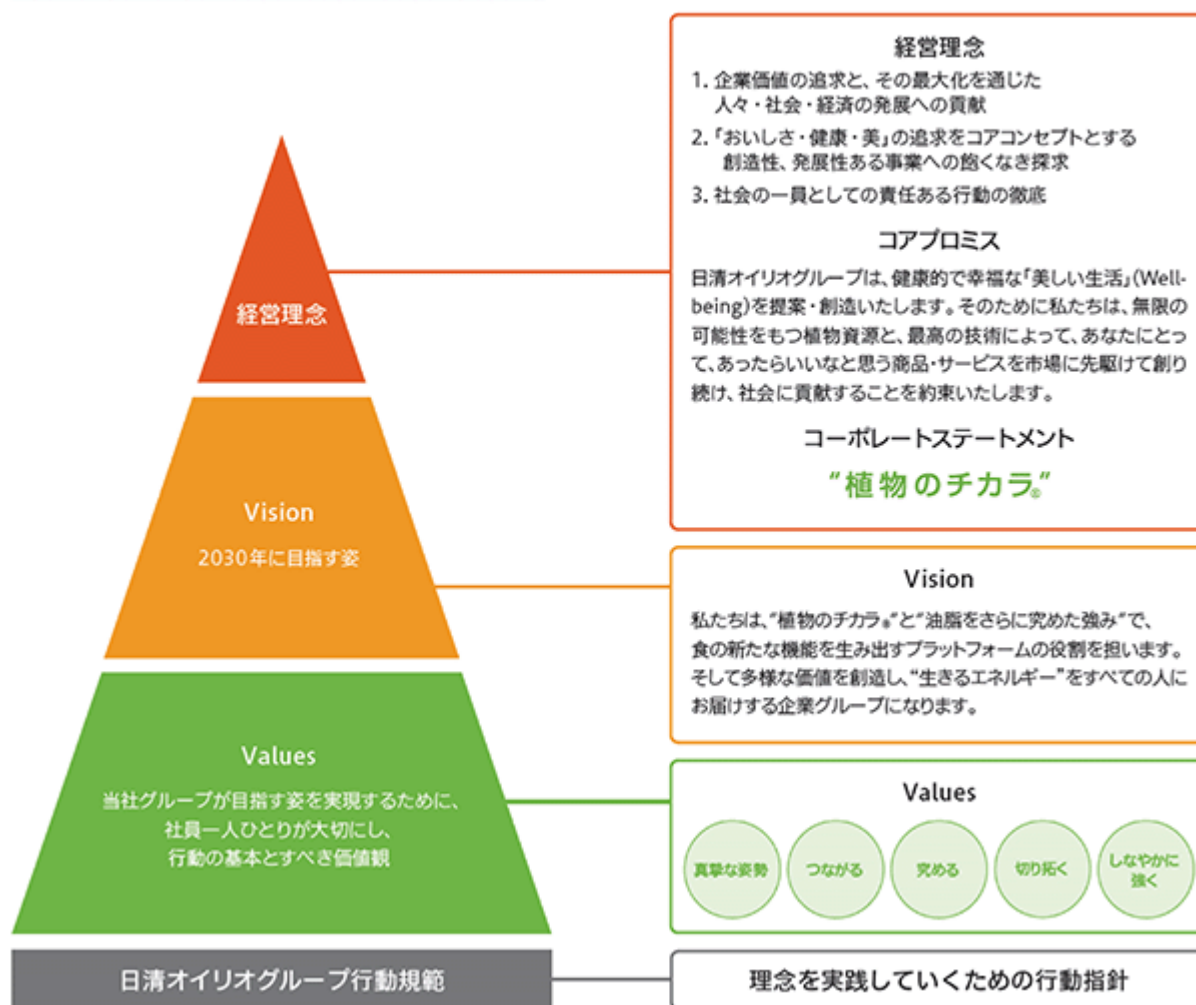 経営理念
Vision
2030年に目指す姿
Values
当社グループが目指す姿を実現するために、
社員一人ひとりが大切にし、
行動の基本とすべき価値観
日清オイリオグループ行動規範
経営理念
1. 企業価値の追求と、その最大化を通じた
人々・社会・経済の発展への貢献
2. 「おいしさ・健康・美」の追求をコアコンセプトとする
創造性、発展性ある事業への飽くなき探求
3. 社会の一員としての責任ある行動の徹底
コアプロミス
日清オイリオグループは、健康的で幸福な「美しい生活」(Well-
being)を提案・創造いたします。そのために私たちは、無限の
可能性をもつ植物資源と、最高の技術によって、あなたにとっ
て、あったらいいなと思う商品・サービスを市場に先駆けて創り
続け、社会に貢献することを約束いたします。
コーポレートステートメント
"植物のチカラ®"
Vision
私たちは、"植物のチカラ®"と"油脂をさらに究めた強み"で、
食の新たな機能を生み出すプラットフォームの役割を担います。
そして多様な価値を創造し、"生きるエネルギー"をすべての人に
お届けする企業グループになります。
Values
真摯な姿勢
つながる
究める
切り拓く
しなやかに
強く
理念を実践していくための行動指針